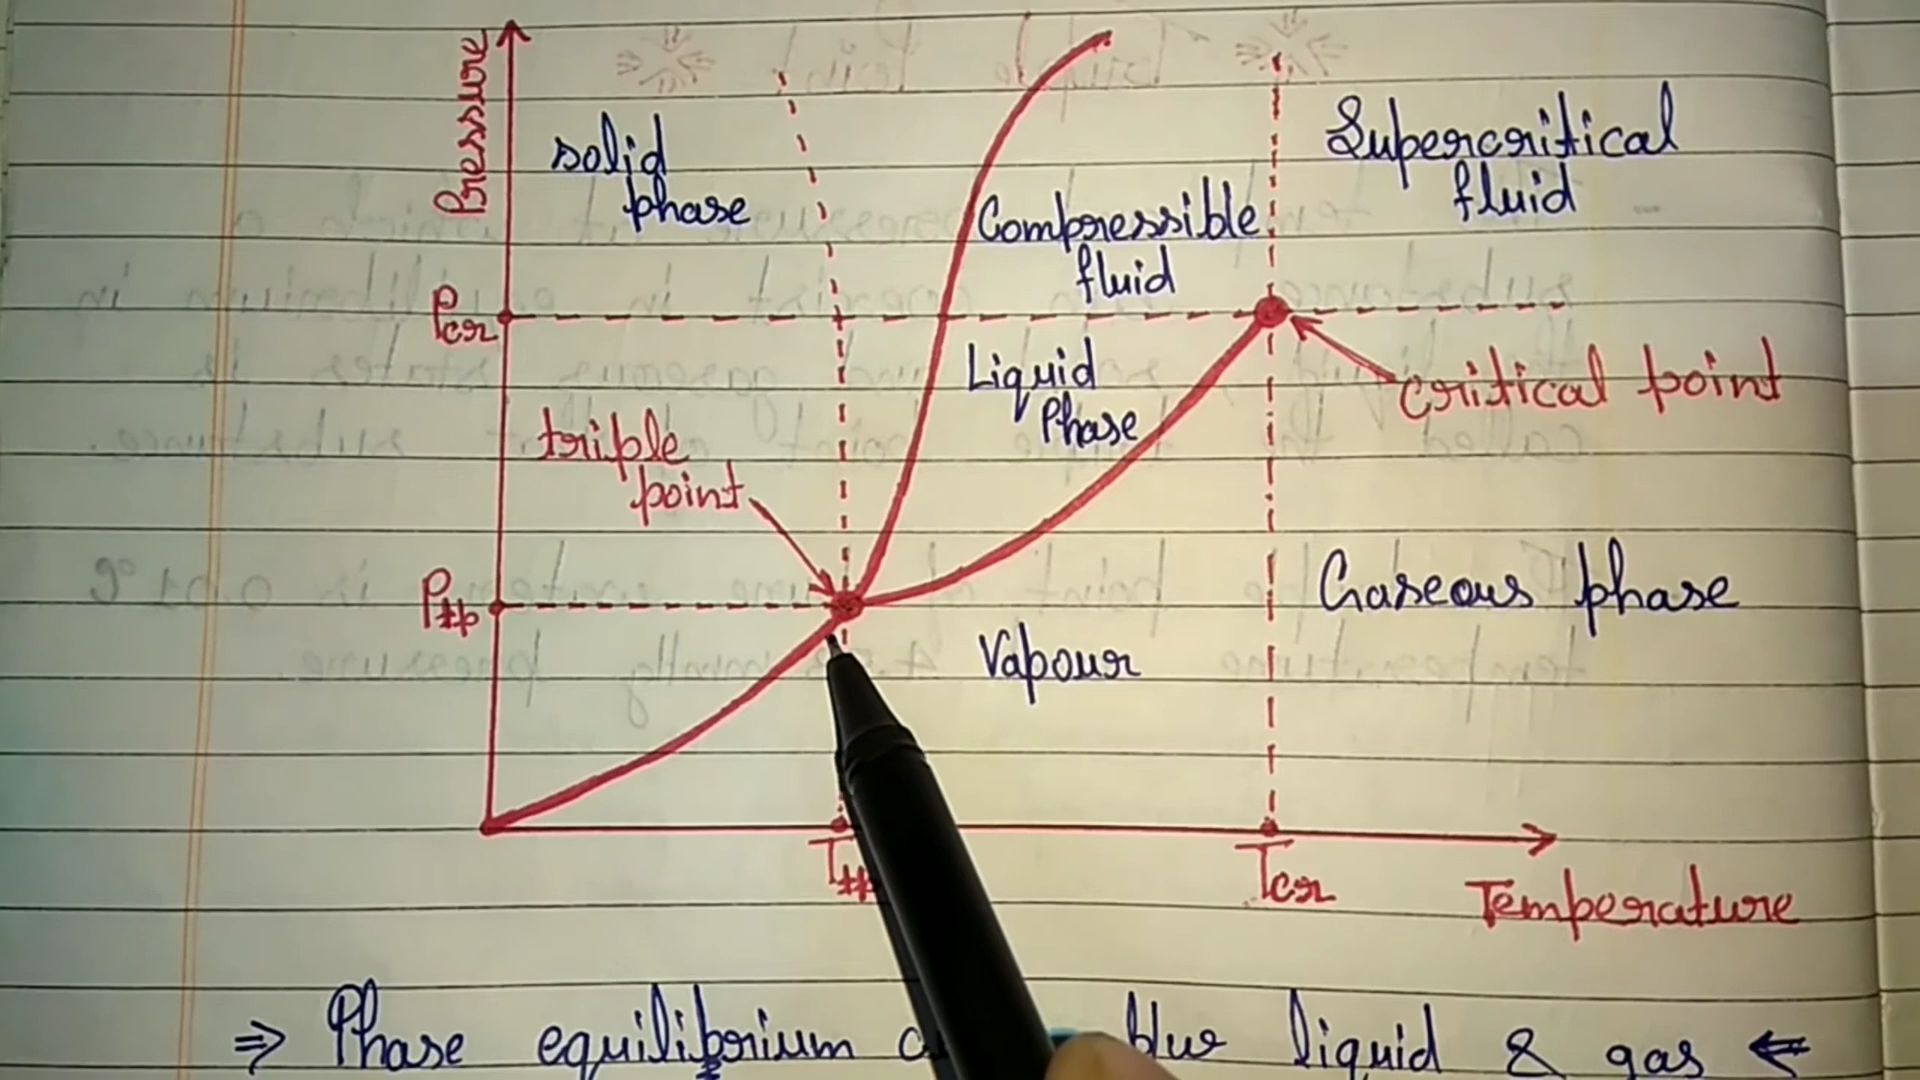 Pressure
solid
phase
Compressible
fluid
Supercritical
fluid
Pcr
Liquid
Phase
critical point
triple
point
Ptp
Vapour
Gaseous phase
Tcr
Temperature
⇒ Phase equilibrium liquid & gas ⇐